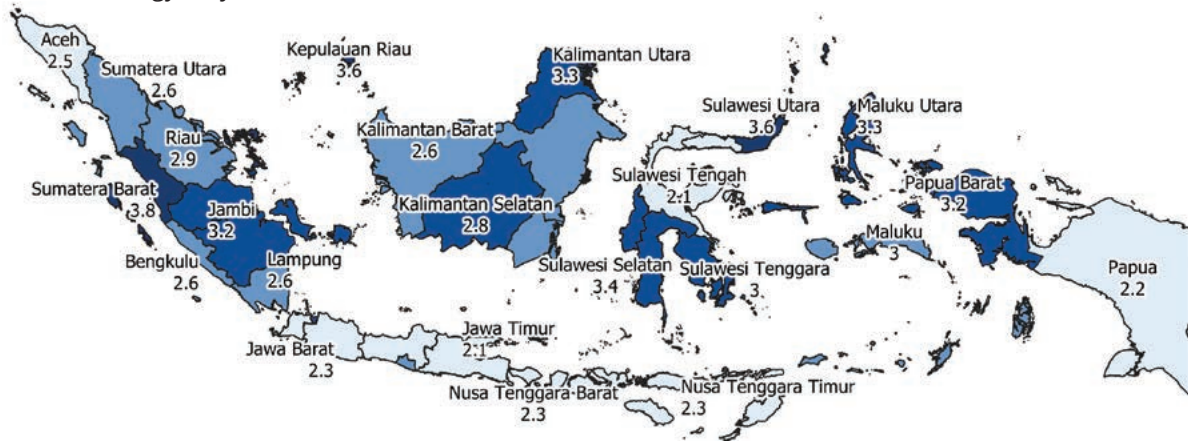 Aceh
2.5
Sumatera Utara
2.6
Kepulauan Riau
3.6
Kalimantan Utara
3.3
Riau
2.9
Kalimantan Barat
2.6
Sulawesi Utara
3.6
Maluku Utara
3.3
Sumatera Barat
3.8
Jambi
3.2
Kalimantan Selatan
2.8
Sulawesi Tengah
2.1
Papua Barat
3.2
Maluku
3
Bengkulu
2.6
Lampung
2.6
Sulawesi Selatan
3.4
Sulawesi Tenggara
3
Papua
2.2
Jawa Barat
2.3
Jawa Timur
2.1
Nusa Tenggara Barat
2.3
Nusa Tenggara Timur
2.3